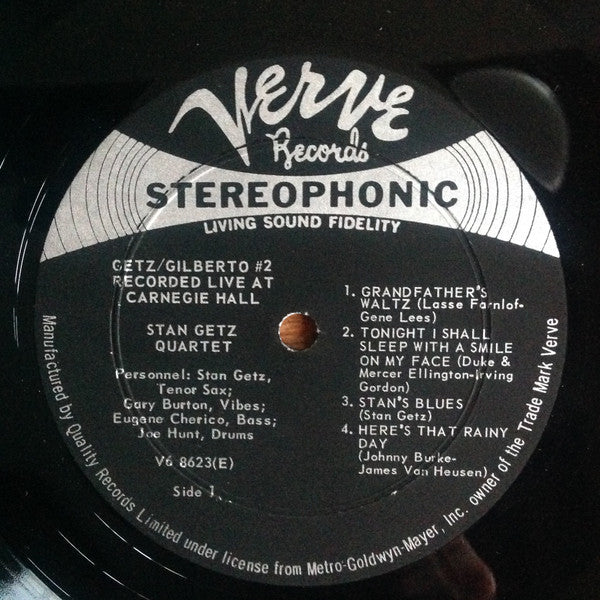 Verve
Records
STEREOPHONIC
LIVING SOUND FIDELITY
GETZ/GILBERTO #2
RECORDED LIVE AT
CARNEGIE HALL
STAN GETZ
QUARTET
Personnel: Stan Getz,
Tenor Sax;
Gary Burton, Vibes;
Eugene Cherico, Bass;
Joe Hunt, Drums
V6 8623(E)
Side 1
1. GRANDFATHER'S
WALTZ (Lasse Farnlof-
Gene Lees)
2. TONIGHT I SHALL
SLEEP WITH A SMILE
ON MY FACE (Duke &
Mercer Ellington-Irving
Gordon)
3. STAN'S BLUES
(Stan Getz)
4. HERE'S THAT RAINY
DAY
(Johnny Burke-
James Van Heusen)
Manufactured by Quality Records Limited under license from Metro-Goldwyn-Mayer, Inc. owner of the Trade Mark Verve